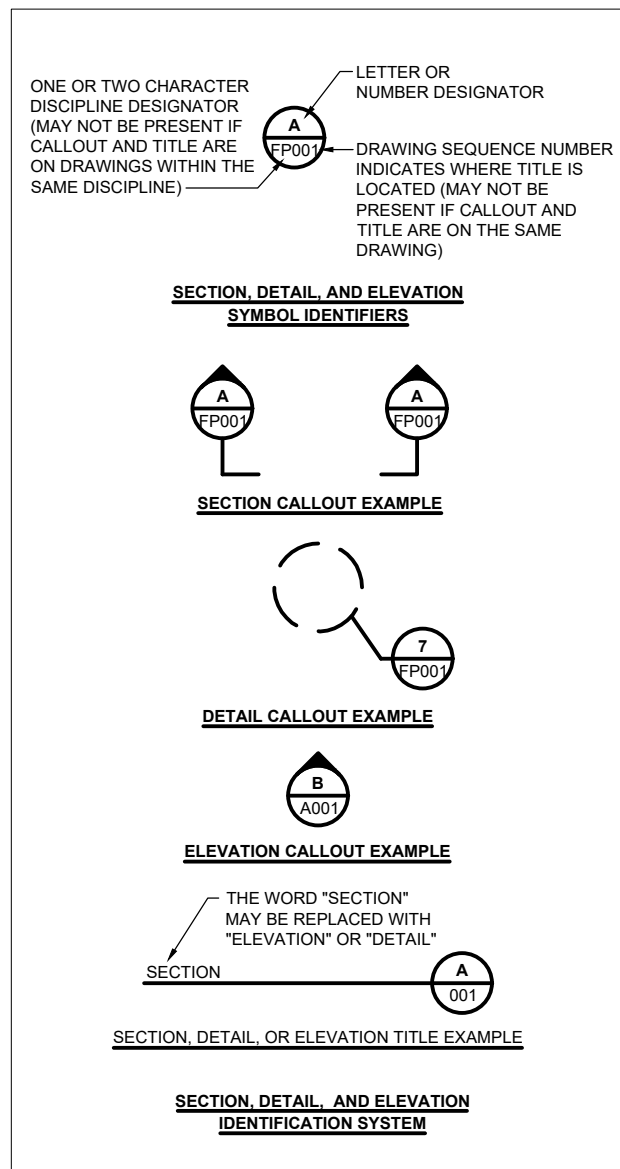 ONE OR TWO CHARACTER
DISCIPLINE DESIGNATOR
(MAY NOT BE PRESENT IF
CALLOUT AND TITLE ARE
ON DRAWINGS WITHIN THE
SAME DISCIPLINE)
A
FP001
LETTER OR
NUMBER DESIGNATOR
DRAWING SEQUENCE NUMBER
INDICATES WHERE TITLE IS
LOCATED (MAY NOT BE
PRESENT IF CALLOUT AND
TITLE ARE ON THE SAME
DRAWING)
SECTION, DETAIL, AND ELEVATION
SYMBOL IDENTIFIERS
A
FP001
A
FP001
SECTION CALLOUT EXAMPLE
7
FP001
DETAIL CALLOUT EXAMPLE
B
A001
ELEVATION CALLOUT EXAMPLE
THE WORD "SECTION"
MAY BE REPLACED WITH
"ELEVATION" OR "DETAIL"
SECTION
A
001
SECTION, DETAIL, OR ELEVATION TITLE EXAMPLE
SECTION, DETAIL, AND ELEVATION
IDENTIFICATION SYSTEM